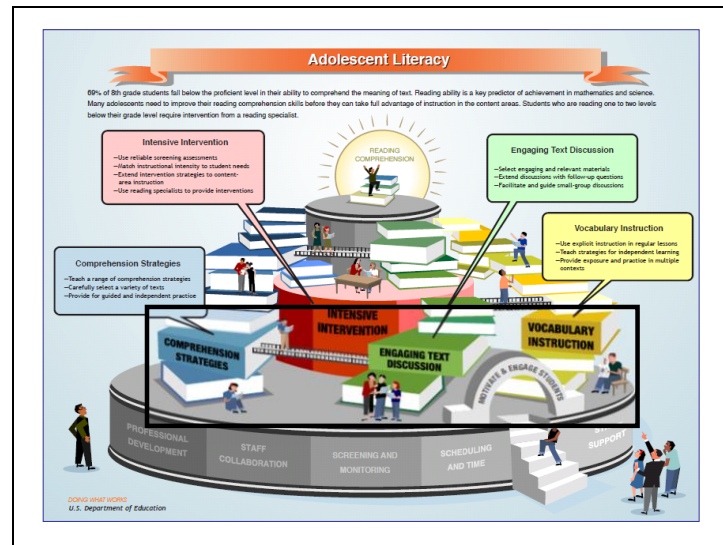 Adolescent Literacy
69% of 8th grade students fall below the proficient level in their ability to comprehend the meaning of text. Reading ability is a key predictor of achievement in mathematics and science.
Many adolescents need to improve their reading comprehension skills before they can take full advantage of instruction in the content areas. Students who are reading one to two levels
below their grade level require intervention from a reading specialist.
Intensive Intervention
—Use reliable screening assessments
—Match instructional intensity to student needs
—Extend intervention strategies to content-
area instruction
—Use reading specialists to provide interventions
READING
COMPREHENSION
Engaging Text Discussion
—Select engaging and relevant materials
—Extend discussions with follow-up questions
—Facilitate and guide small-group discussions
Vocabulary Instruction
—Use explicit instruction in regular lessons
—Teach strategies for independent learning
—Provide exposure and practice in multiple
contexts
Comprehension Strategies
—Teach a range of comprehension strategies
—Carefully select a variety of texts
—Provide for guided and independent practice
INTENSIVE
INTERVENTION
COMPREHENSION
STRATEGIES
ENGAGING TEXT
DISCUSSION
VOCABULARY
INSTRUCTION
MOTIVATE & ENGAGE STUDENTS
PROFESSIONAL
DEVELOPMENT
STAFF
COLLABORATION
SCREENING AND
MONITORING
SCHEDULING
AND TIME
SUPPORT
DOING WHAT WORKS
U.S. Department of Education